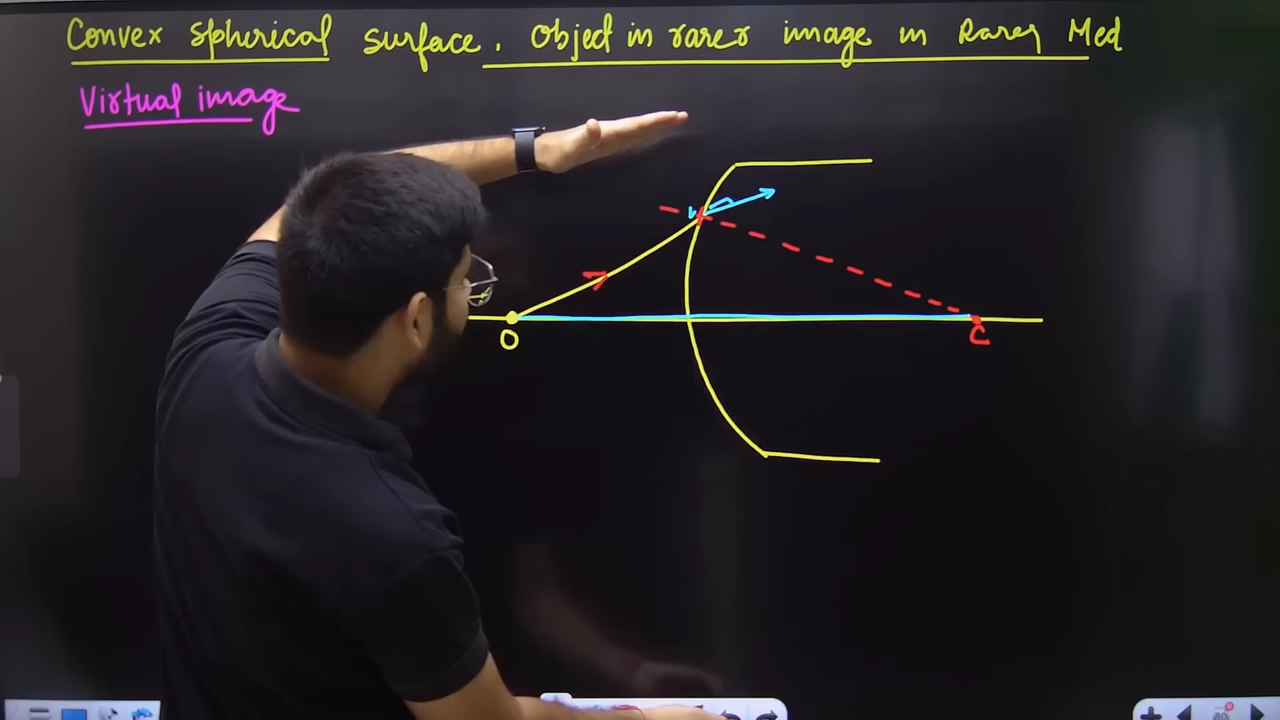 Convex spherical surface. Object in rarer image in Rarer Med
Virtual image
O
C